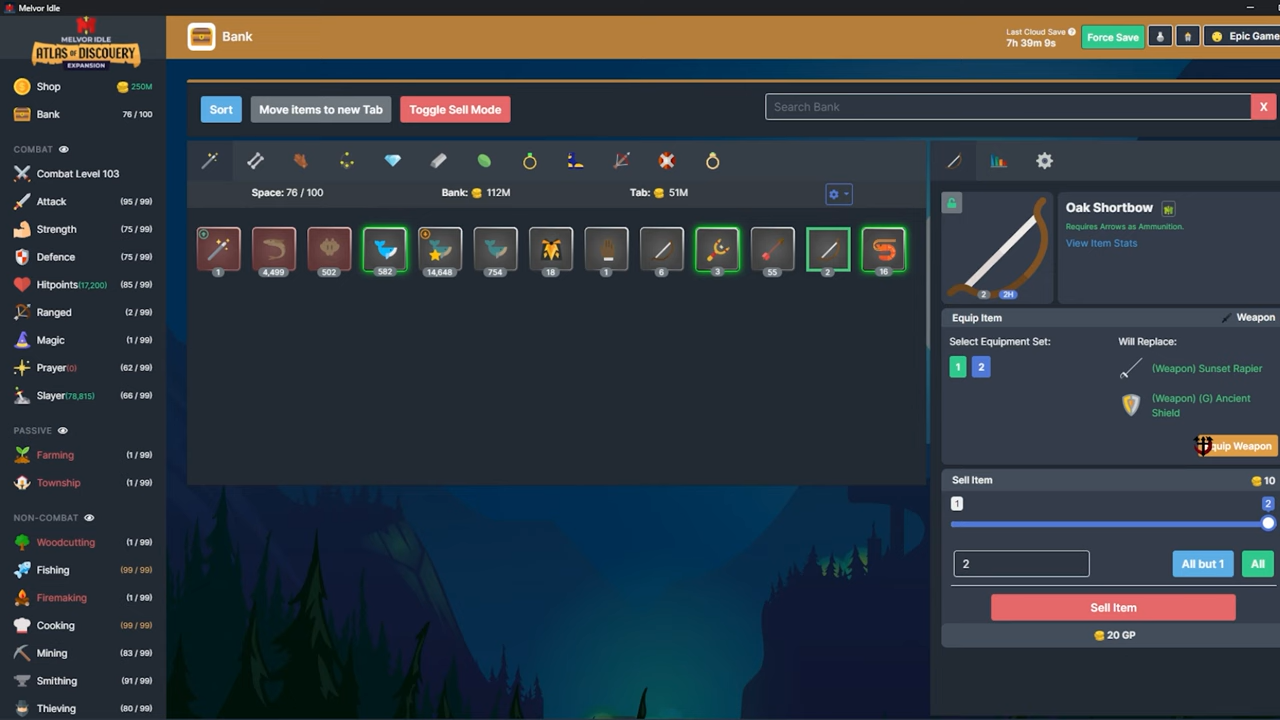 Melvor Idle
MELVOR IDLE
ATLAS OF DISCOVERY
EXPANSION
Bank
Last Cloud Save
7h 39m 9s
Force Save
Epic Game
Shop
250M
Bank
76 / 100
COMBAT
Combat Level 103
Attack
(95 / 99)
Strength
(75 / 99)
Defence
(75 / 99)
Hitpoints(17,200)
(85 / 99)
Ranged
(2 / 99)
Magic
(1 / 99)
Prayer(0)
(62 / 99)
Slayer(78,815)
(66 / 99)
PASSIVE
Farming
(1 / 99)
Township
(1 / 99)
NON-COMBAT
Woodcutting
(1 / 99)
Fishing
(99 / 99)
Firemaking
(1 / 99)
Cooking
(99 / 99)
Mining
(83 / 99)
Smithing
(91 / 99)
Thieving
(80 / 99)
Sort
Move items to new Tab
Toggle Sell Mode
Search Bank
X
Space: 76 / 100
Bank: 112M
Tab: 51M
1
4,499
502
582
14,648
754
18
1
6
3
55
2
16
Oak Shortbow
Requires Arrows as Ammunition.
View Item Stats
2
2H
Equip Item
Weapon
Select Equipment Set:
Will Replace:
1
2
(Weapon) Sunset Rapier
(Weapon) (G) Ancient
Shield
quip Weapon
Sell Item
10
1
2
2
All but 1
All
Sell Item
20 GP